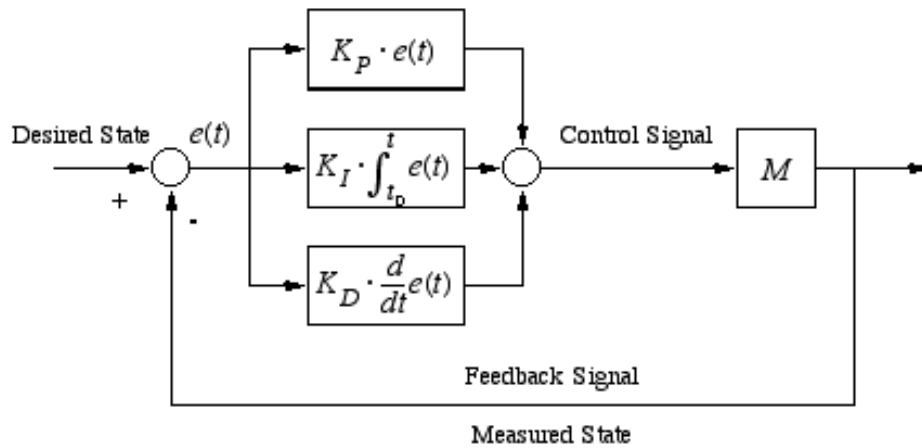 K_P · e(t)
Desired State
e(t)
Control Signal
K_I · ∫_{t_0}^{t} e(t)
M
+
-
K_D · d/dt e(t)
Feedback Signal
Measured State